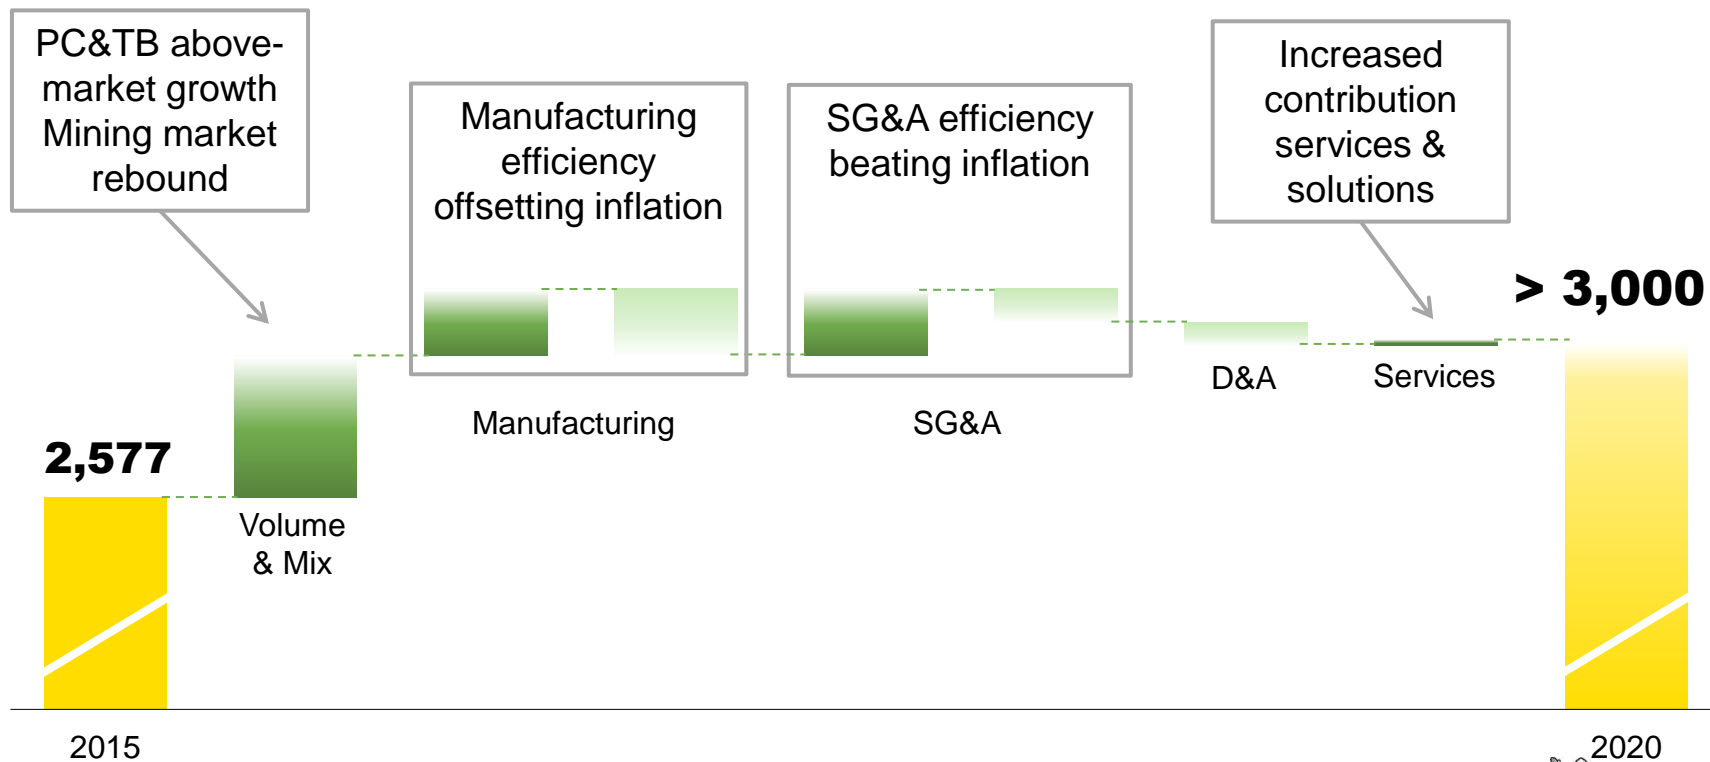 PC&TB above-
market growth
Mining market
rebound
Manufacturing
efficiency
offsetting inflation
SG&A efficiency
beating inflation
Increased
contribution
services &
solutions
> 3,000
2,577
Volume
& Mix
Manufacturing
SG&A
D&A
Services
2015
2020